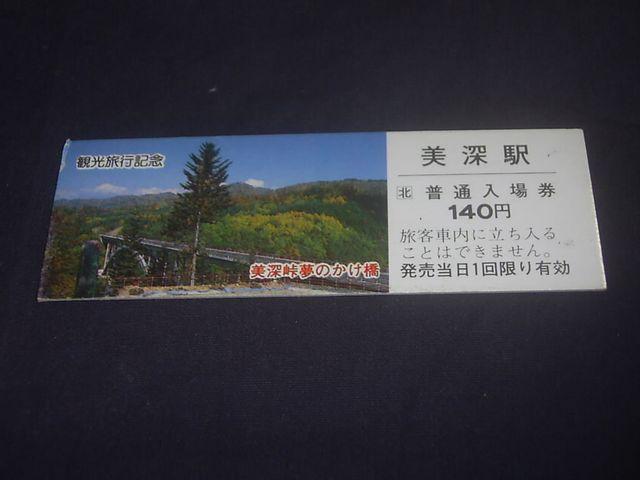 観光旅行記念
美深峠夢のかけ橋
美深駅
北 普通入場券
140円
旅客車内に立ち入る
ことはできません。
発売当日1回限り有効